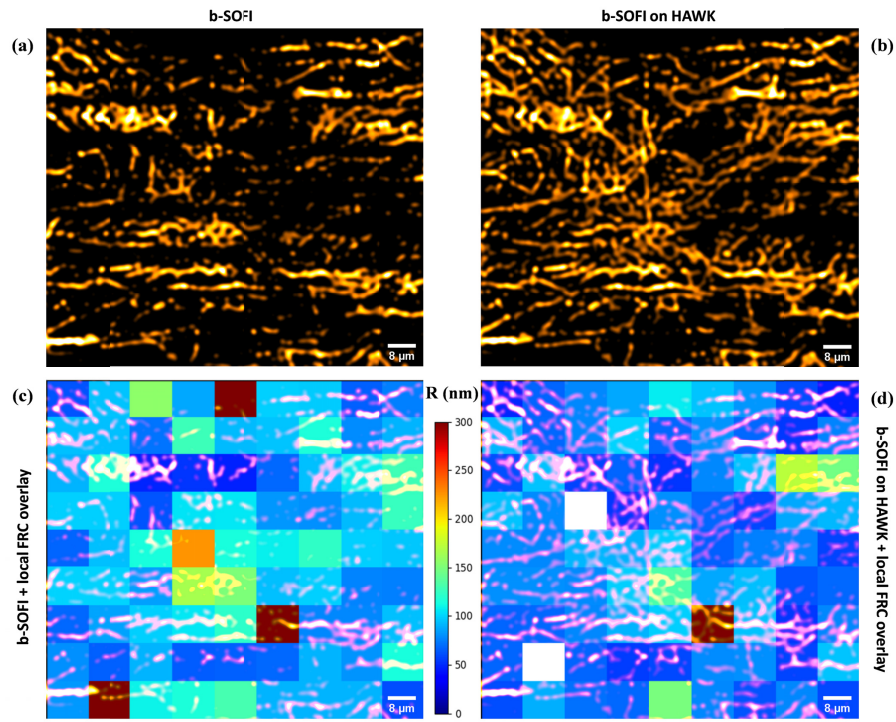 b-SOFI
b-SOFI on HAWK
(a)
(b)
8 µm
8 µm
(c)
R (nm)
(d)
300
250
200
150
100
50
0
b-SOFI + local FRC overlay
b-SOFI on HAWK + local FRC overlay
8 µm
8 µm